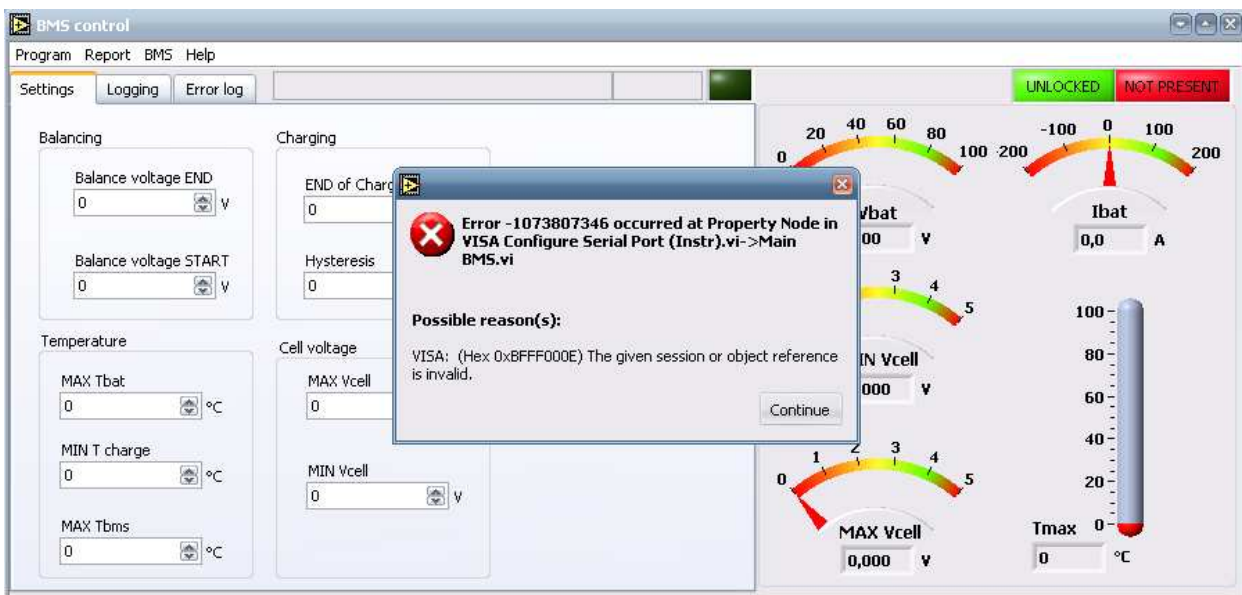 BMS control
Program Report BMS Help
Settings Logging Error log
UNLOCKED NOT PRESENT
Balancing
Balance voltage END
0 V
Balance voltage START
0 V
Charging
END of Charg
0
Hysteresis
0
Temperature
MAX Tbat
0 °C
MIN T charge
0 °C
MAX Tbms
0 °C
Cell voltage
MAX Vcell
0
MIN Vcell
0 V
Error -1073807346 occurred at Property Node in
VISA Configure Serial Port (Instr).vi->Main
BMS.vi
Possible reason(s):
VISA: (Hex 0xBFFF000E) The given session or object reference
is invalid.
Continue
0 20 40 60 80 100
Vbat
00 V
-200 -100 0 100 200
Ibat
0,0 A
3 4 5
IN Vcell
000 V
0 1 2 3 4 5
MAX Vcell
0,000 V
100
80
60
40
20
0
Tmax
0 °C